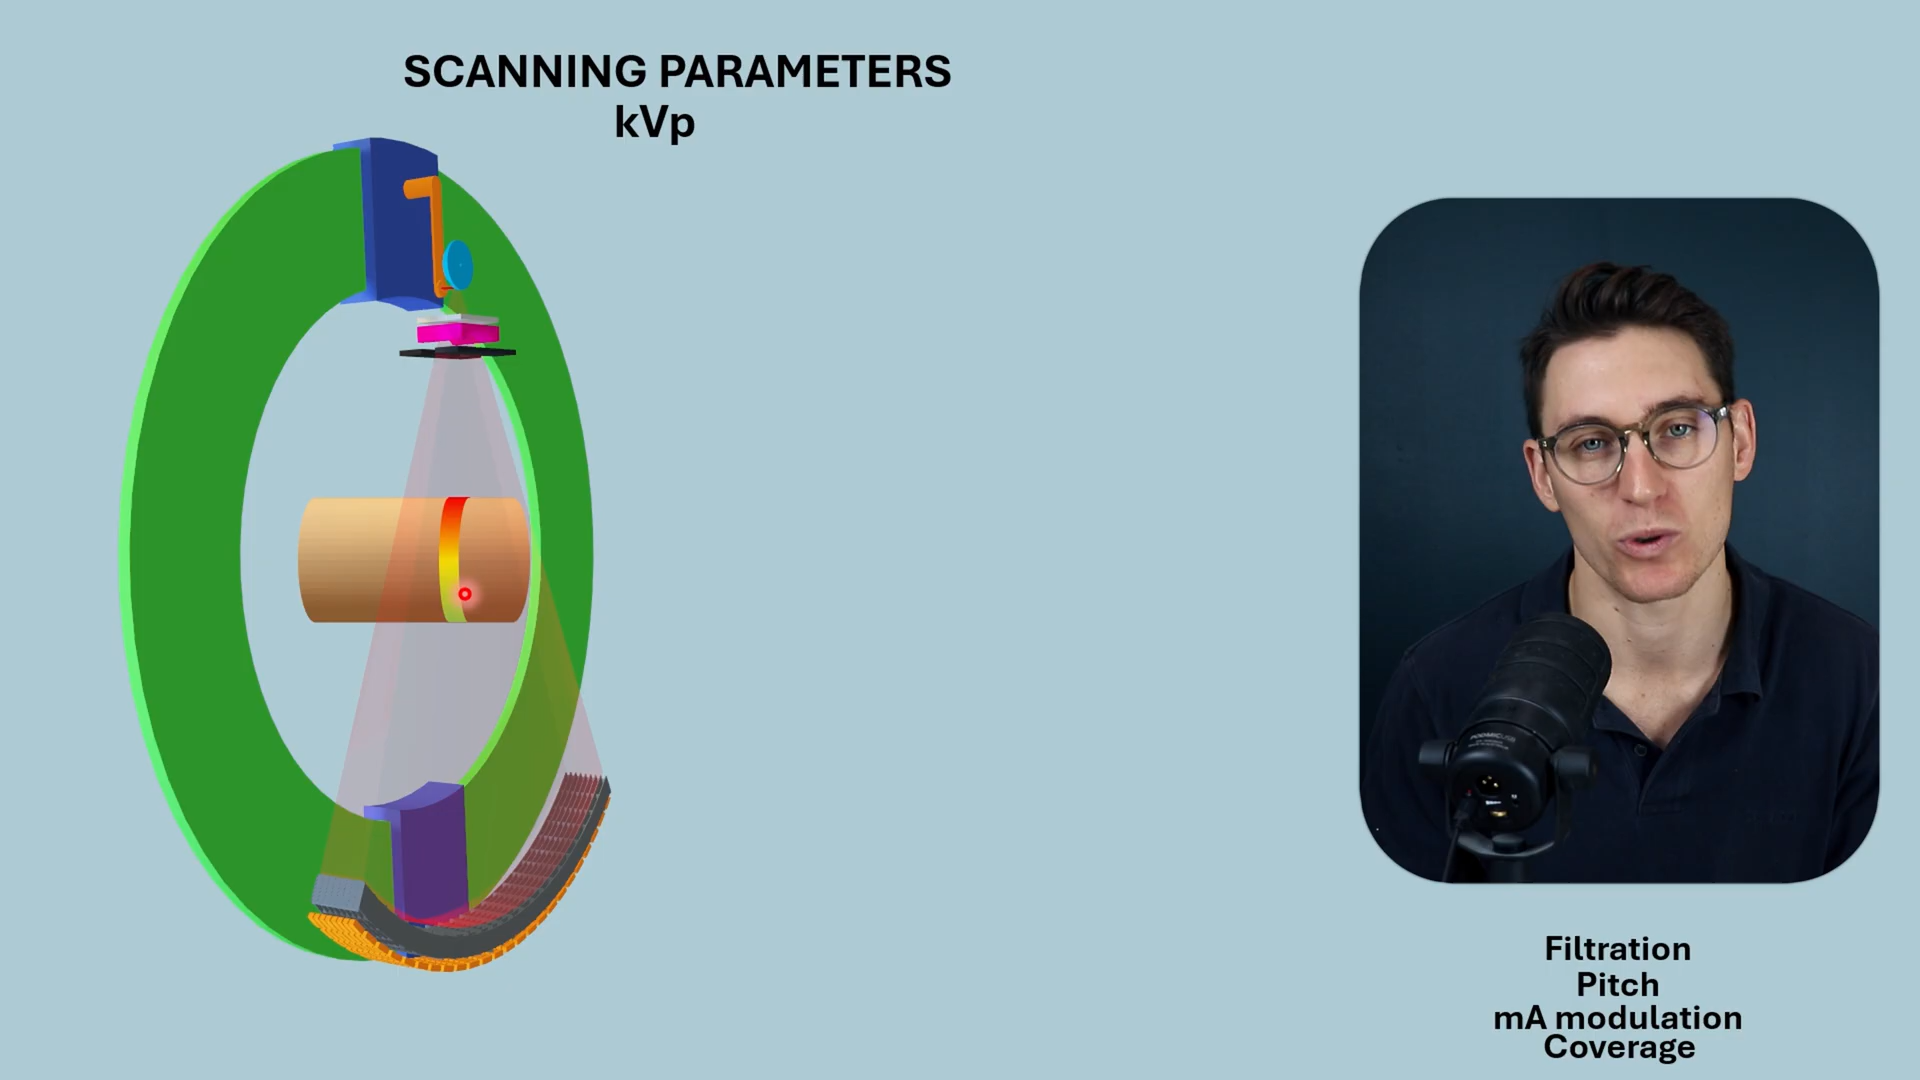 SCANNING PARAMETERS
kVp
Filtration
Pitch
mA modulation
Coverage